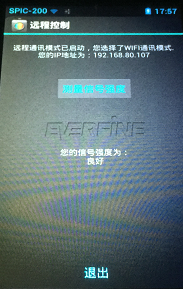 SPIC-200
17:57
远程控制
远程通讯模式已启动，您选择了WIFI通讯模式.
您的IP地址为：192.168.80.107
EVERFINE
您的信号强度为：
良好
退出